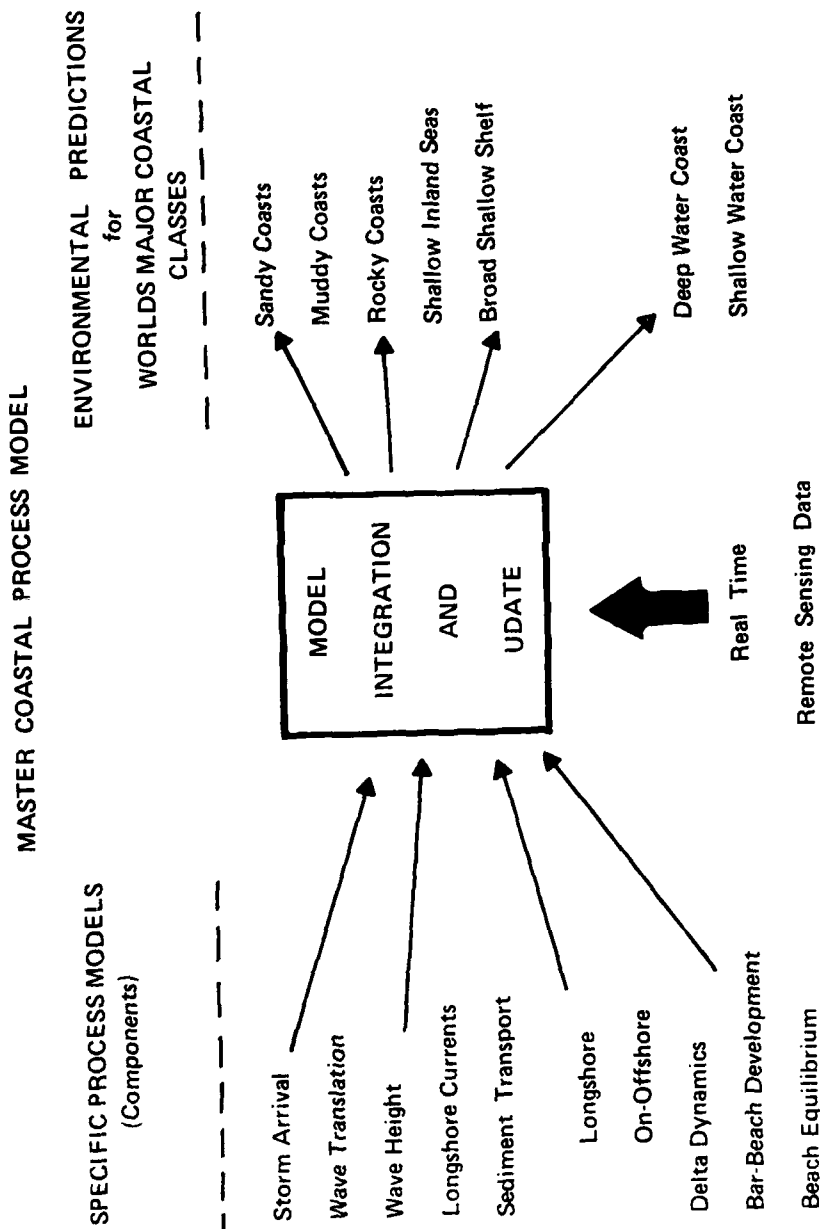 MASTER COASTAL PROCESS MODEL
SPECIFIC PROCESS MODELS
(Components)
Storm Arrival
Wave Translation
Wave Height
Longshore Currents
Sediment Transport
Longshore
On-Offshore
Delta Dynamics
Bar-Beach Development
Beach Equilibrium
MODEL
INTEGRATION
AND
UDATE
Real Time
Remote Sensing Data
ENVIRONMENTAL PREDICTIONS
for
WORLDS MAJOR COASTAL
CLASSES
Sandy Coasts
Muddy Coasts
Rocky Coasts
Shallow Inland Seas
Broad Shallow Shelf
Deep Water Coast
Shallow Water Coast